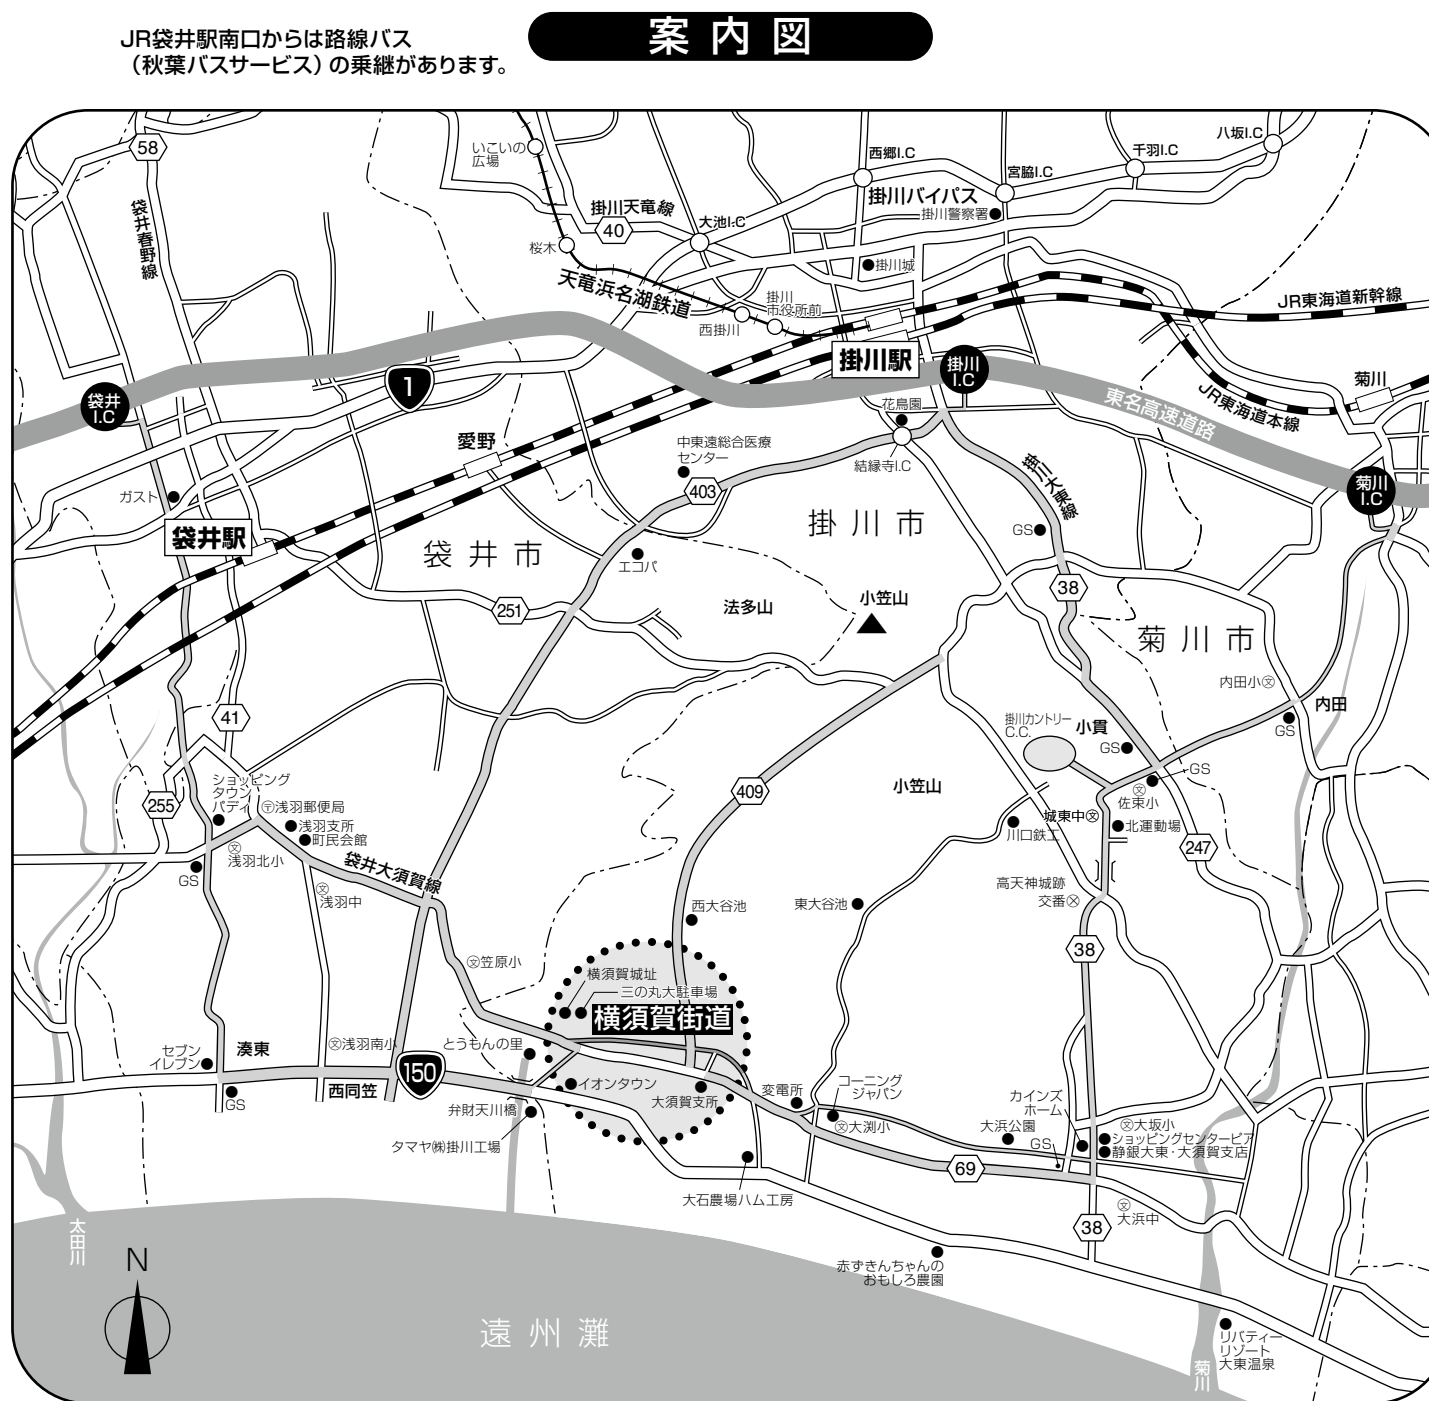 案内図
JR袋井駅南口からは路線バス
（秋葉バスサービス）の乗継があります。
58
袋井春野線
いこいの
広場
桜木
掛川天竜線
40
大池I.C
西郷I.C
掛川バイパス
掛川警察署
宮脇I.C
千羽I.C
八坂I.C
掛川城
天竜浜名湖鉄道
西掛川
掛川
市役所前
JR東海道新幹線
掛川駅
掛川
I.C
袋井
I.C
1
菊川
JR東海道本線
東名高速道路
花鳥園
結縁寺I.C
愛野
中東遠総合医療
センター
403
掛川大東線
菊川
I.C
ガスト
袋井駅
袋井市
掛川市
GS
エコパ
251
法多山
小笠山
38
菊川市
内田小
文
内田
GS
41
掛川カントリー
C.C.
小貫
GS
GS
文
佐束小
255
ショッピング
タウン
パディ
〒浅羽郵便局
浅羽支所
町民会館
文
浅羽北小
GS
409
小笠山
城東中
文
北運動場
川口鉄工
247
袋井大須賀線
文
浅羽中
西大谷池
東大谷池
高天神城跡
交番
38
文笠原小
横須賀城址
三の丸大駐車場
横須賀街道
セブン
イレブン
湊東
文浅羽南小
とうもんの里
150
GS
西同笠
イオンタウン
大須賀支所
変電所
コーニング
ジャパン
文大渕小
弁財天川橋
タマヤ㈱掛川工場
カインズ
ホーム
大浜公園
GS
文大坂小
ショッピングセンターピア
静銀大東・大須賀支店
69
大石農場ハム工房
文
大浜中
38
太田川
N
赤ずきんちゃんの
おもしろ農園
遠州灘
リバティー
リゾート
大東温泉
菊川